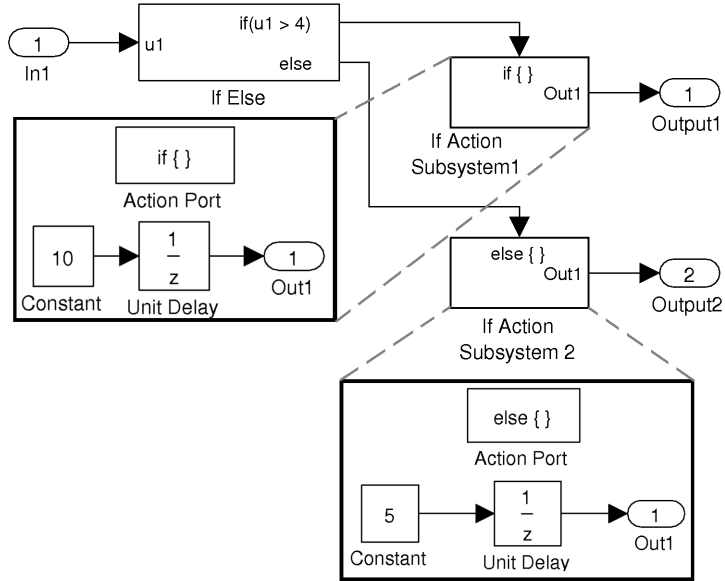 1
In1
u1
if(u1 > 4)
else
If Else
if { }
Out1
If Action
Subsystem1
1
Output1
if { }
Action Port
10
Constant
1
z
Unit Delay
1
Out1
else { }
Out1
If Action
Subsystem 2
2
Output2
else { }
Action Port
5
Constant
1
z
Unit Delay
1
Out1